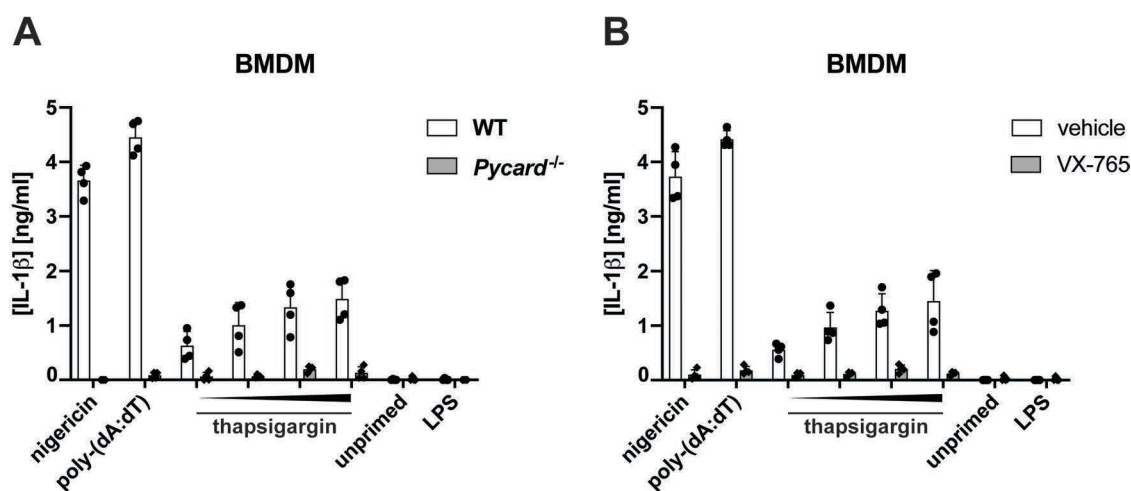 A
BMDM
[IL-1β] [ng/ml]
5
4
3
2
1
0
WT
Pycard-/-
nigericin
poly-(dA:dT)
thapsigargin
unprimed
LPS
B
BMDM
[IL-1β] [ng/ml]
5
4
3
2
1
0
vehicle
VX-765
nigericin
poly-(dA:dT)
thapsigargin
unprimed
LPS